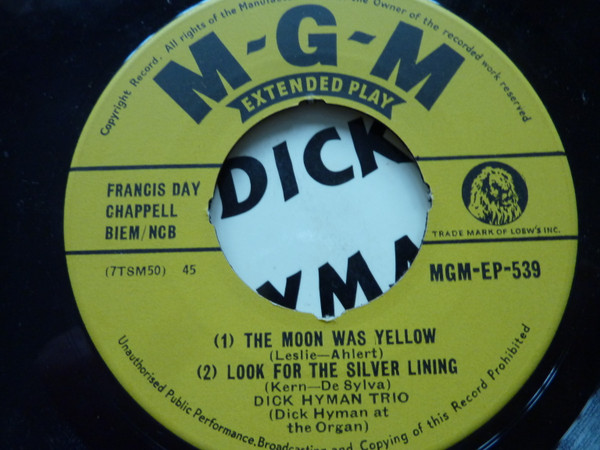 Copyright Record. All rights of the Manufac the Owner of the recorded work reserved
M-G-M
EXTENDED PLAY
DICK
YMA
FRANCIS DAY
CHAPPELL
BIEM/NCB
TRADE MARK OF LOEW'S INC.
(7TSM50) 45
MGM-EP-539
(1) THE MOON WAS YELLOW
(Leslie—Ahlert)
(2) LOOK FOR THE SILVER LINING
(Kern—De Sylva)
DICK HYMAN TRIO
(Dick Hyman at
the Organ)
Unauthorised Public Performance, Broadcasting and Copying of this Record Prohibited